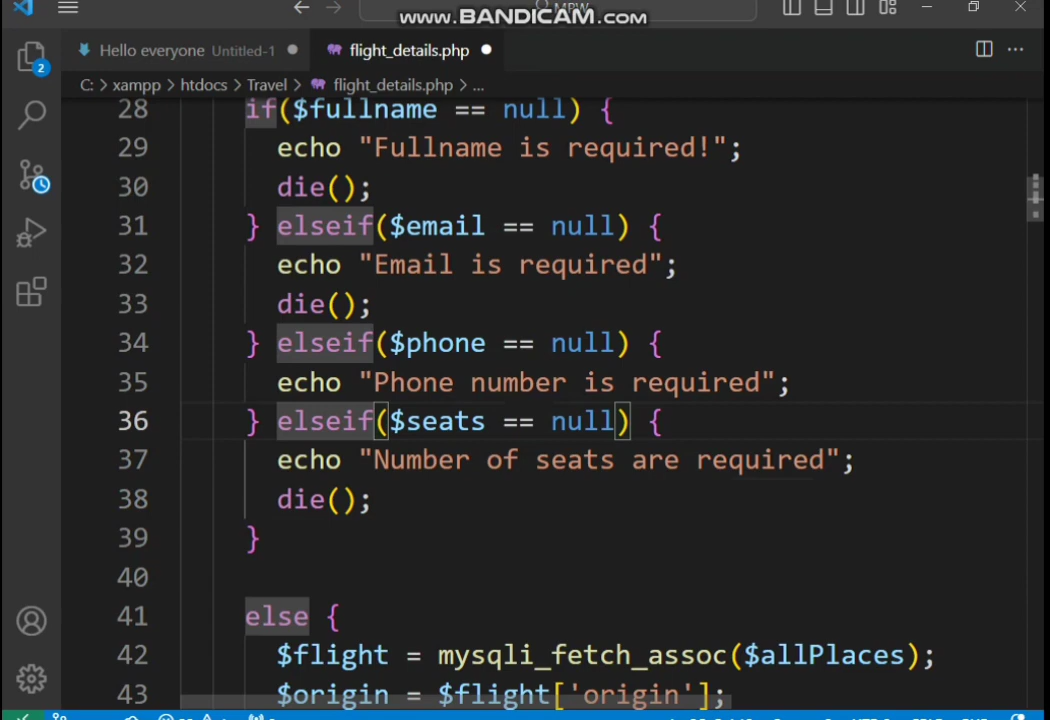 www.BANDICAM.com
MPW
Hello everyone Untitled-1
flight_details.php
C: > xampp > htdocs > Travel > flight_details.php > ...
2
28 if($fullname == null) {
29 echo "Fullname is required!";
30 die();
31 } elseif($email == null) {
32 echo "Email is required";
33 die();
34 } elseif($phone == null) {
35 echo "Phone number is required";
36 } elseif($seats == null) {
37 echo "Number of seats are required";
38 die();
39 }
40
41 else {
42 $flight = mysqli_fetch_assoc($allPlaces);
43 $origin = $flight['origin'];